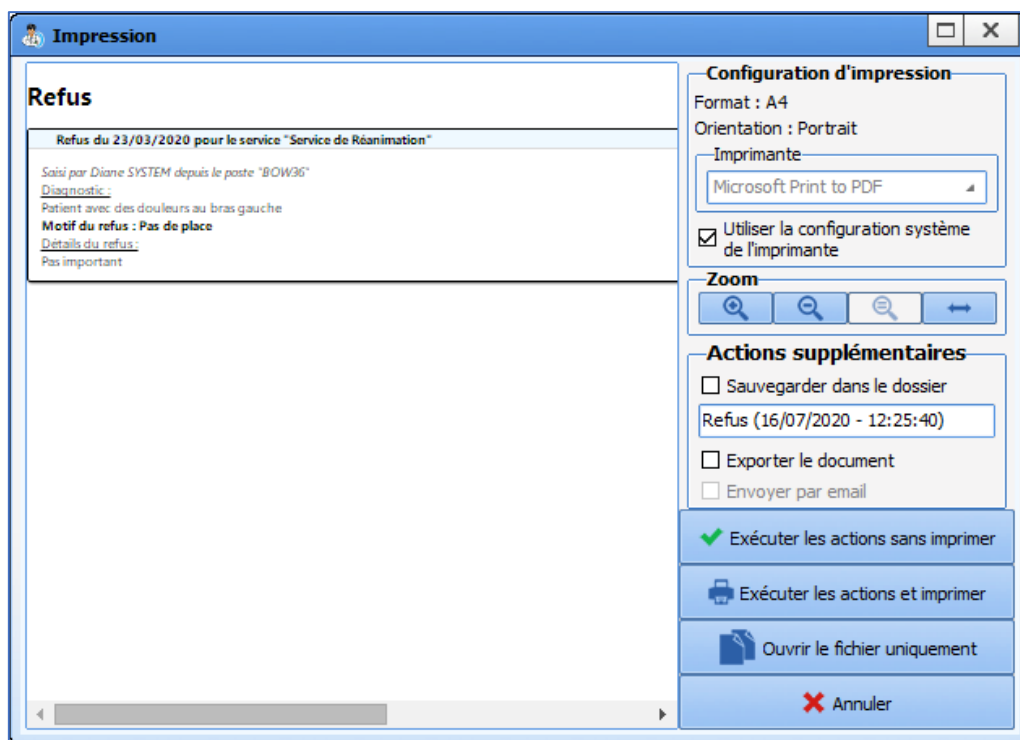 Impression
Refus
Refus du 23/03/2020 pour le service "Service de Réanimation"
Saisi par Diane SYSTEM depuis le poste "BOW36"
Diagnostic :
Patient avec des douleurs au bras gauche
Motif du refus : Pas de place
Détails du refus :
Pas important
Configuration d'impression
Format : A4
Orientation : Portrait
Imprimante
Microsoft Print to PDF
Utiliser la configuration système
de l'imprimante
Zoom
Actions supplémentaires
Sauvegarder dans le dossier
Refus (16/07/2020 - 12:25:40)
Exporter le document
Envoyer par email
Exécuter les actions sans imprimer
Exécuter les actions et imprimer
Ouvrir le fichier uniquement
Annuler